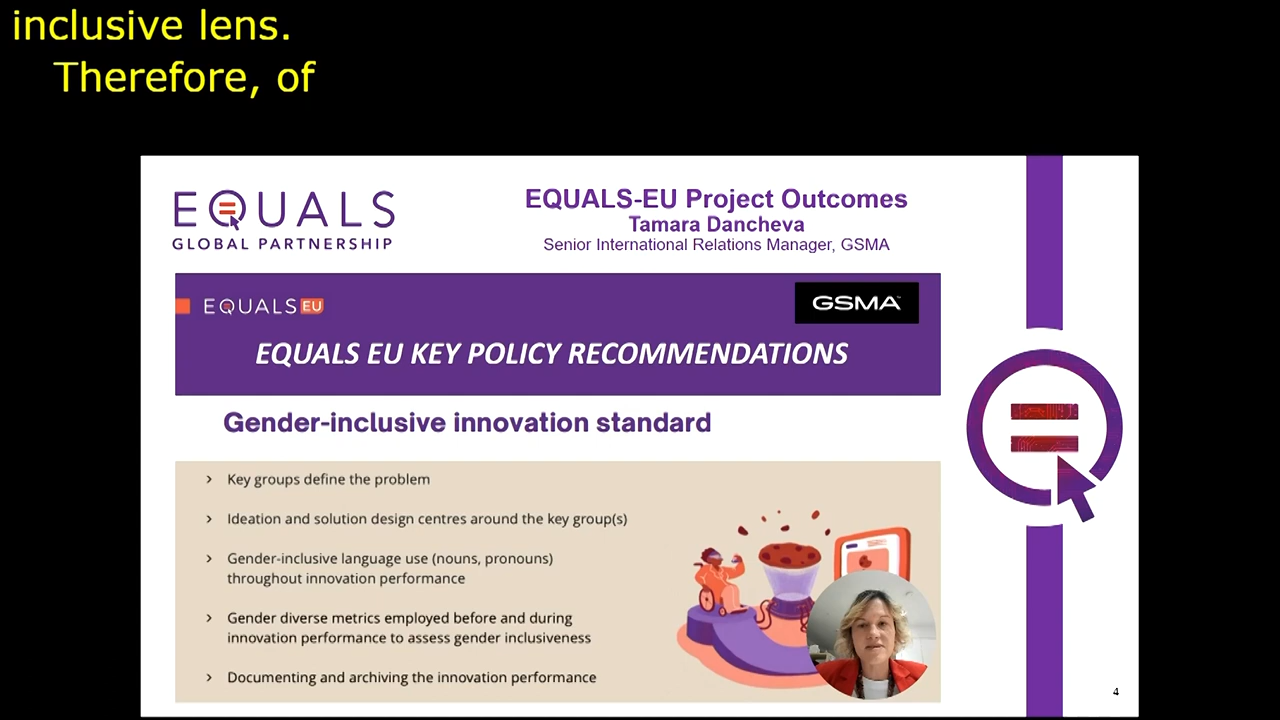 inclusive lens.
Therefore, of
EQUALS
GLOBAL PARTNERSHIP
EQUALS-EU Project Outcomes
Tamara Dancheva
Senior International Relations Manager, GSMA
EQUALS EU
GSMA™
EQUALS EU KEY POLICY RECOMMENDATIONS
Gender-inclusive innovation standard
› Key groups define the problem
› Ideation and solution design centres around the key group(s)
› Gender-inclusive language use (nouns, pronouns)
throughout innovation performance
› Gender diverse metrics employed before and during
innovation performance to assess gender inclusiveness
› Documenting and archiving the innovation performance
4